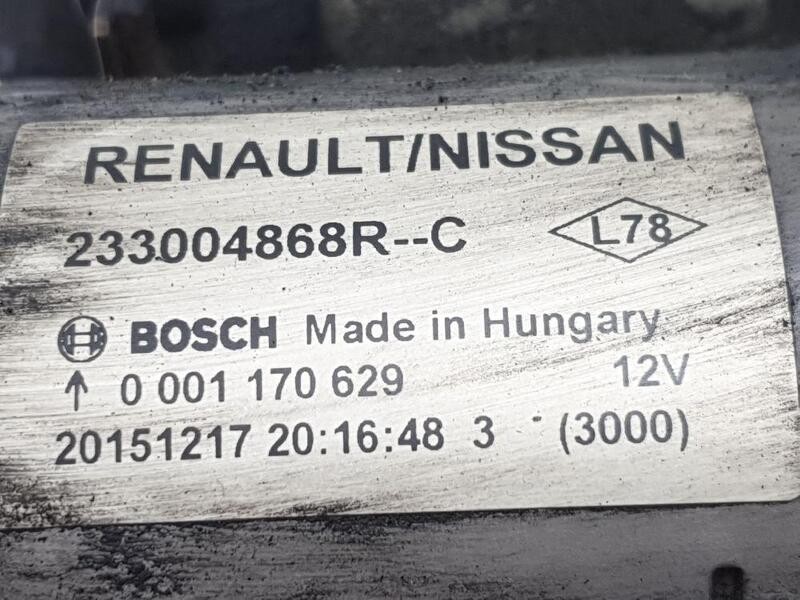 RENAULT/NISSAN
233004868R--C L78
BOSCH Made in Hungary
↑ 0 001 170 629 12V
20151217 20:16:48 3 (3000)